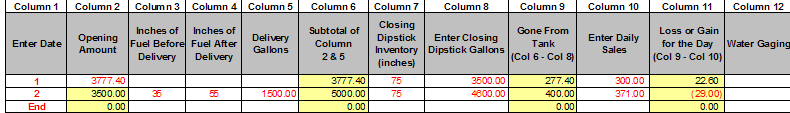 Column 1 Column 2 Column 3 Column 4 Column 5 Column 6 Column 7 Column 8 Column 9 Column 10 Column 11 Column 12
Enter Date Opening Amount Inches of Fuel Before Delivery Inches of Fuel After Delivery Delivery Gallons Subtotal of Column 2 & 5 Closing Dipstick Inventory (inches) Enter Closing Dipstick Gallons Gone From Tank (Col 6 - Col 8) Enter Daily Sales Loss or Gain for the Day (Col 9 - Col 10) Water Gaging
1 3777.40 3777.40 75 3500.00 277.40 300.00 22.60
2 3500.00 35 55 1500.00 5000.00 75 4600.00 400.00 371.00 (29.00)
End 0.00 0.00 0.00 0.00